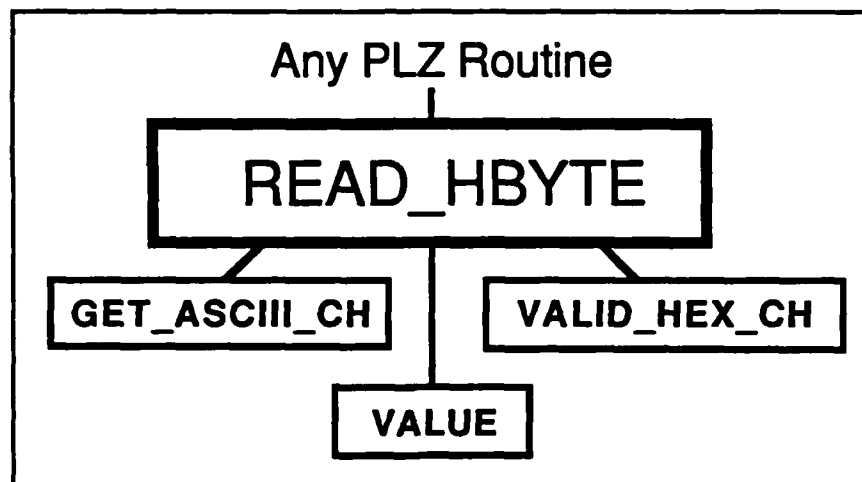 Any PLZ Routine
READ_HBYTE
GET_ASCIII_CH
VALID_HEX_CH
VALUE